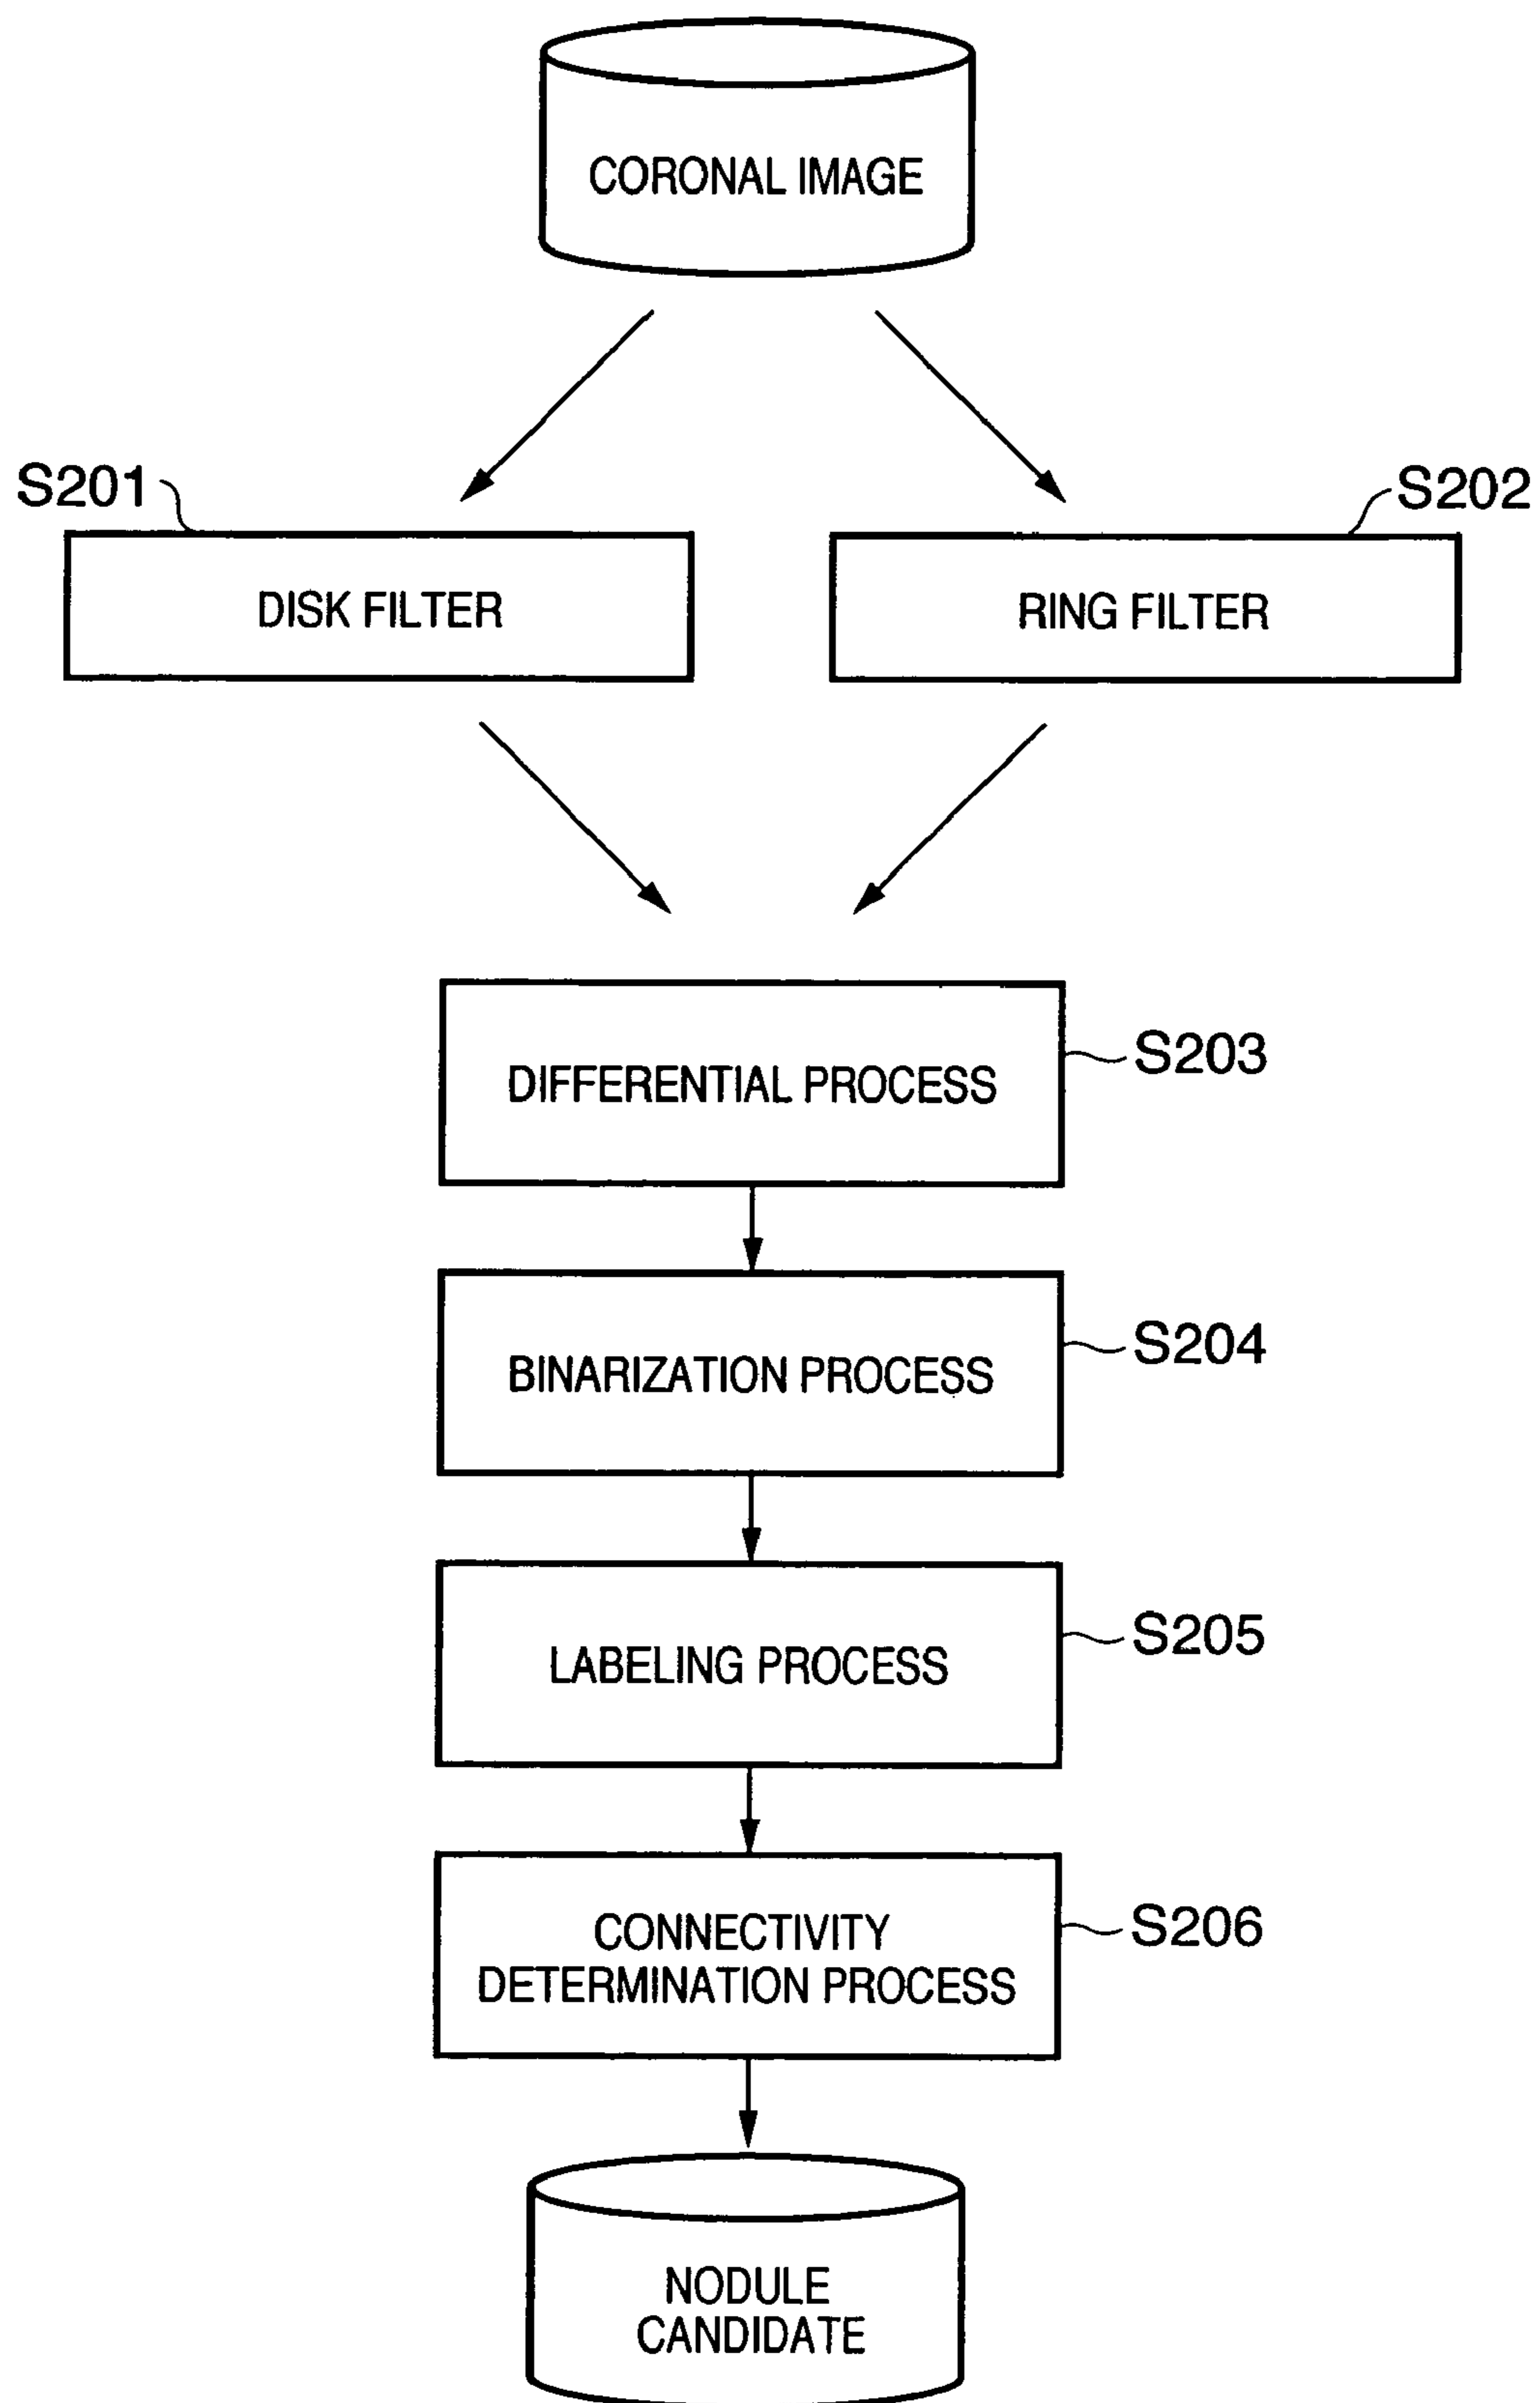 CORONAL IMAGE
S201
S202
DISK FILTER
RING FILTER
DIFFERENTIAL PROCESS
S203
BINARIZATION PROCESS
S204
LABELING PROCESS
S205
CONNECTIVITY
DETERMINATION PROCESS
S206
NODULE
CANDIDATE